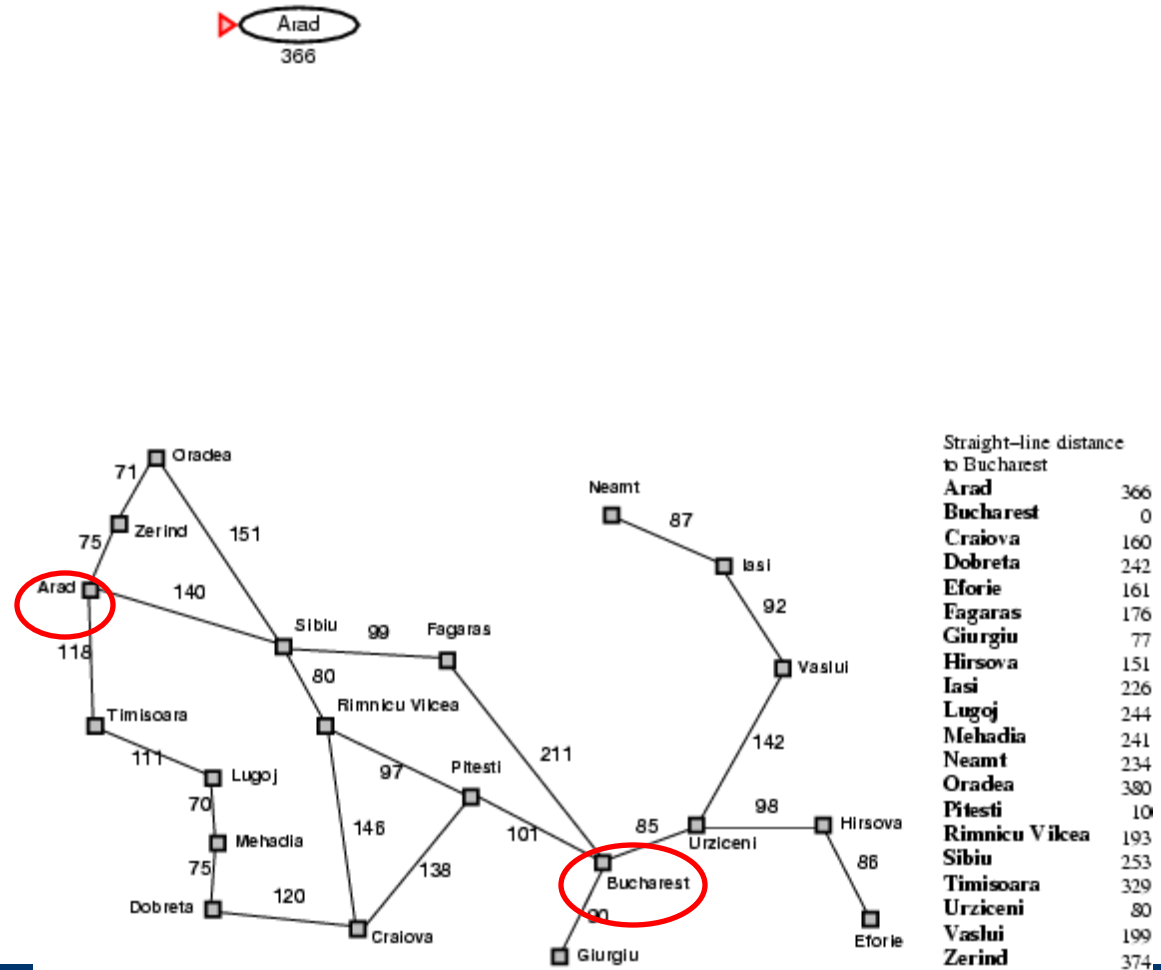 Arad
366
Oradea
71
Neamt
87
Zerind
151
75
Iasi
Arad
140
92
Sibiu
99
Fagaras
118
80
Vaslui
Rimnicu Vilcea
Timisoara
142
111
211
Lugoj
97
Pitesti
70
98
146
101
85
Hirsova
Mehadia
Urziceni
86
75
138
Bucharest
120
Dobreta
90
Craiova
Eforie
Giurgiu
Straight–line distance
to Bucharest
Arad 366
Bucharest 0
Craiova 160
Dobreta 242
Eforie 161
Fagaras 176
Giurgiu 77
Hirsova 151
Iasi 226
Lugoj 244
Mehadia 241
Neamt 234
Oradea 380
Pitesti 10
Rimnicu Vilcea 193
Sibiu 253
Timisoara 329
Urziceni 80
Vaslui 199
Zerind 374